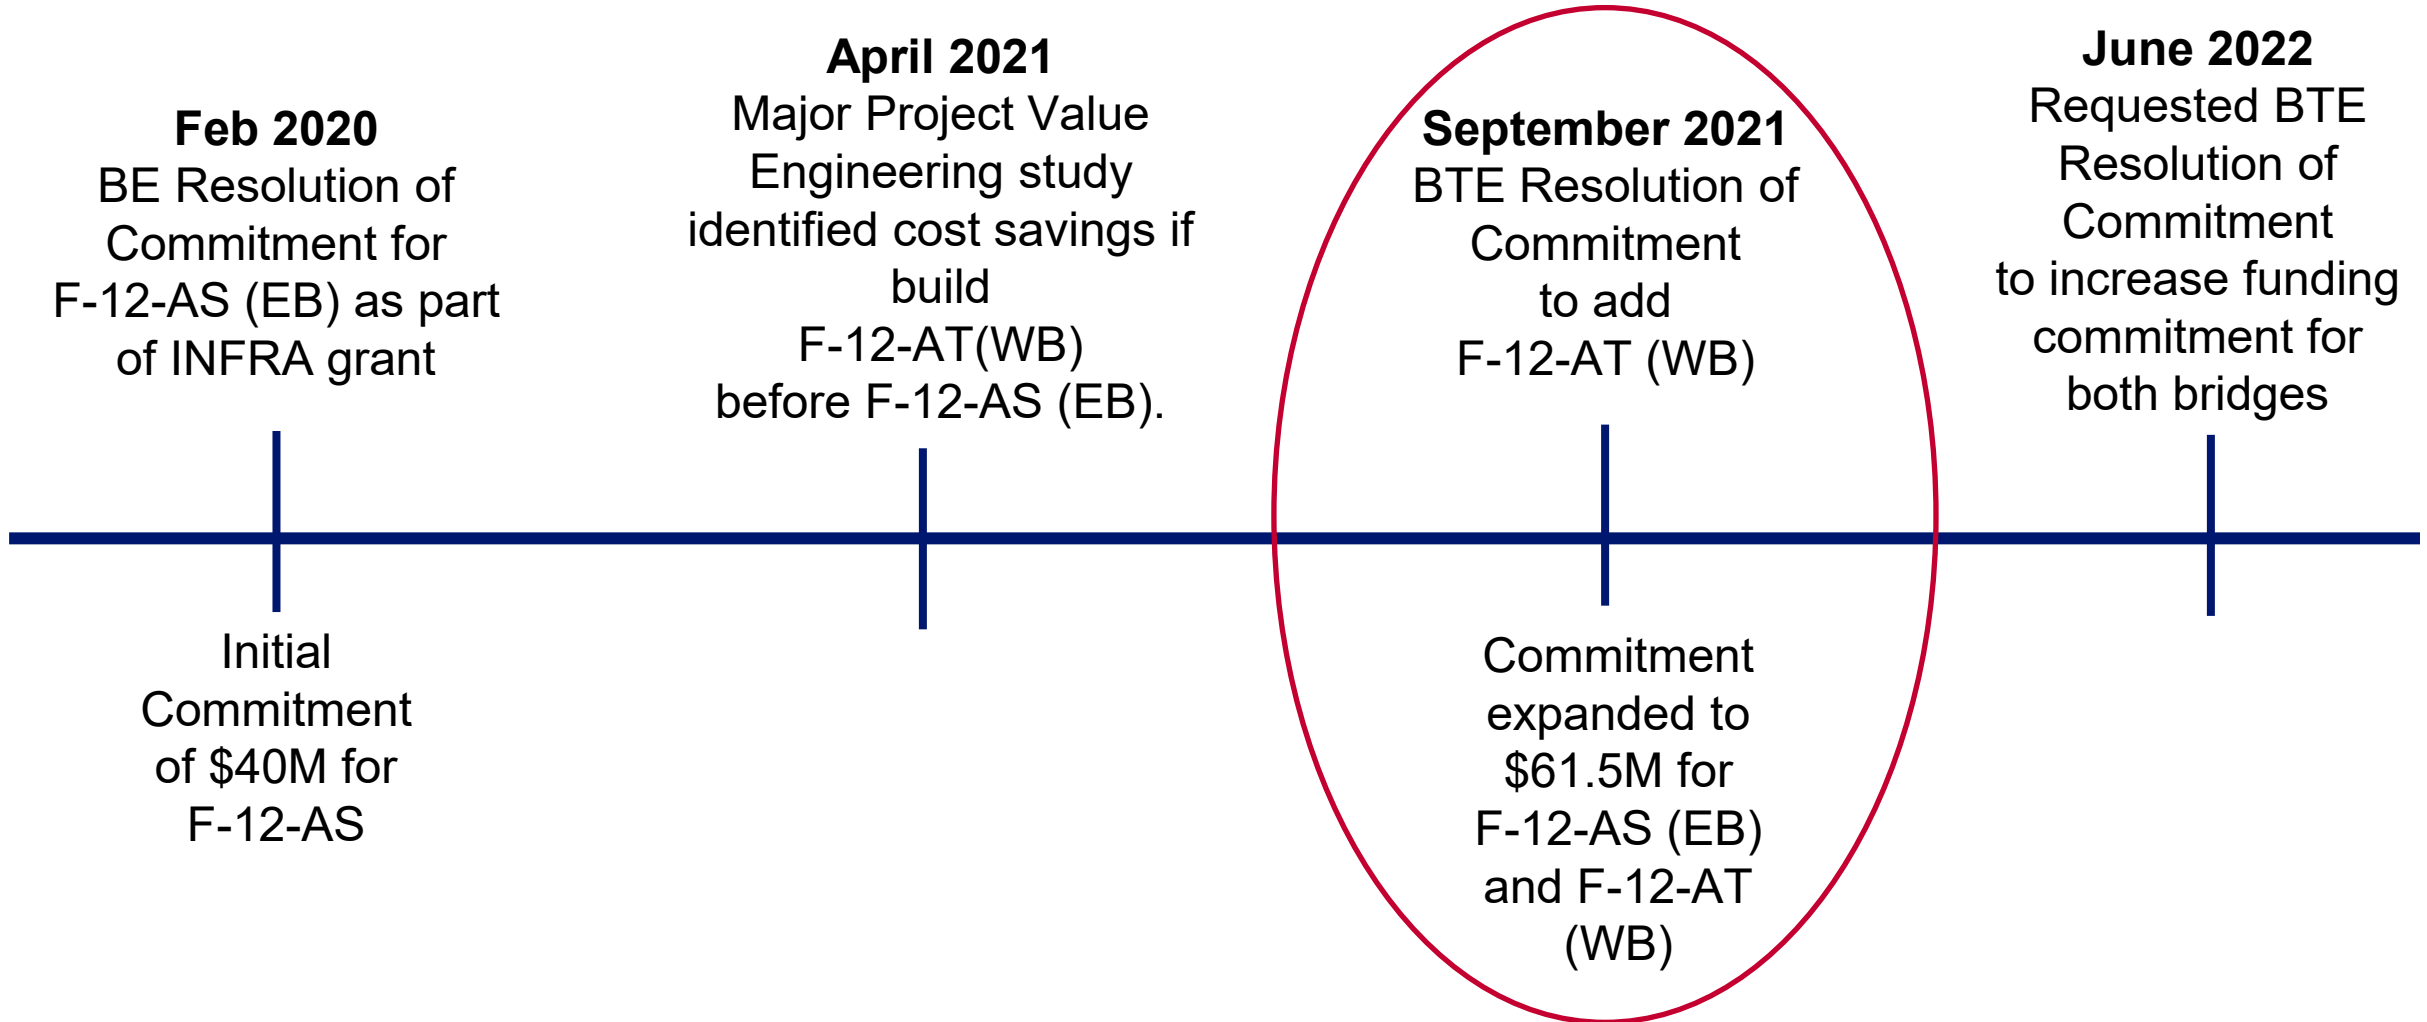 Feb 2020
BE Resolution of
Commitment for
F-12-AS (EB) as part
of INFRA grant
Initial
Commitment
of $40M for
F-12-AS
April 2021
Major Project Value
Engineering study
identified cost savings if
build
F-12-AT(WB)
before F-12-AS (EB).
September 2021
BTE Resolution of
Commitment
to add
F-12-AT (WB)
Commitment
expanded to
$61.5M for
F-12-AS (EB)
and F-12-AT
(WB)
June 2022
Requested BTE
Resolution of
Commitment
to increase funding
commitment for
both bridges